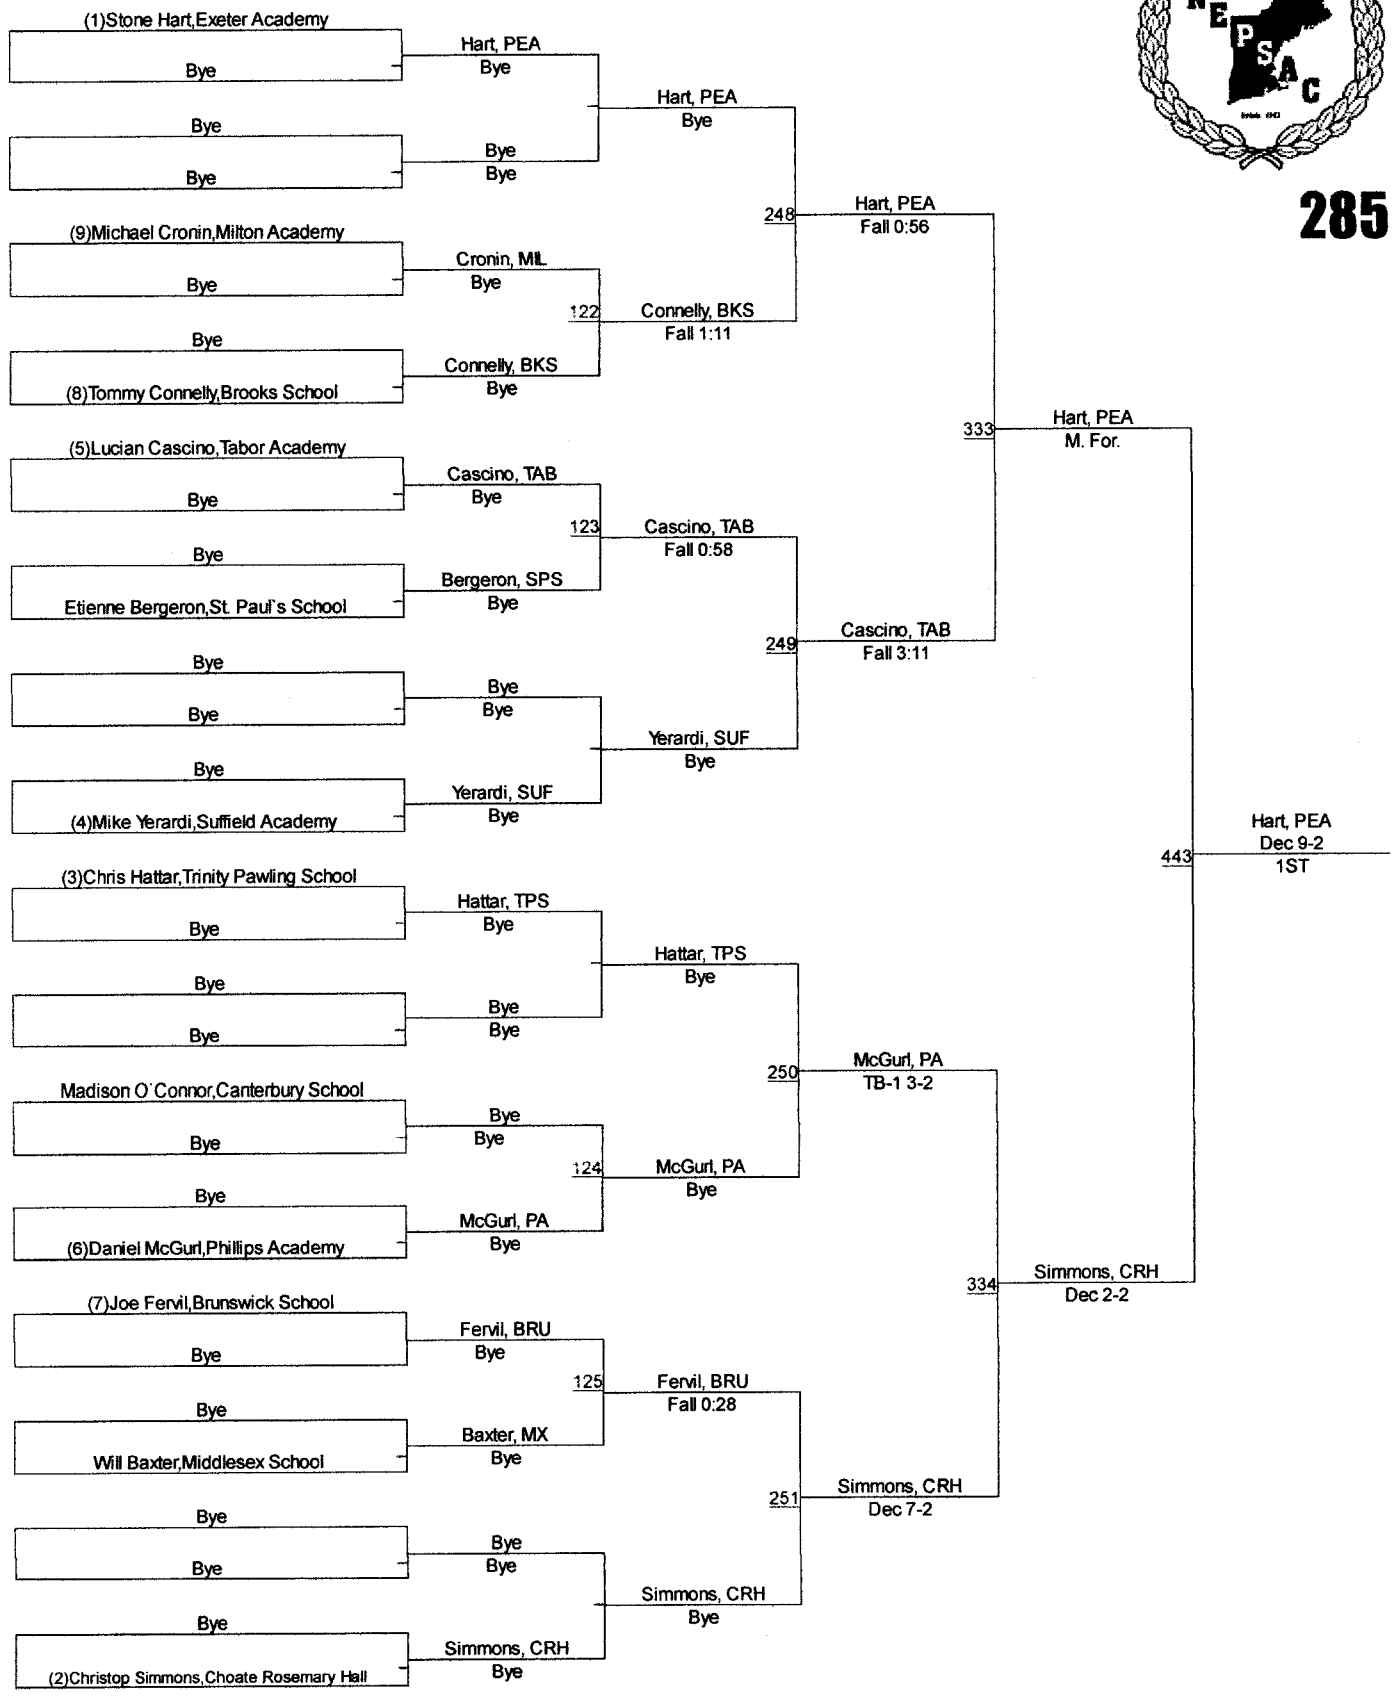 (1)Stone Hart,Exeter Academy
Bye
Bye
Bye
(9)Michael Cronin,Milton Academy
Bye
Bye
(8)Tommy Connelly,Brooks School
(5)Lucian Cascino,Tabor Academy
Bye
Bye
Etienne Bergeron,St. Paul`s School
Bye
Bye
Bye
(4)Mike Yerardi,Suffield Academy
(3)Chris Hattar,Trinity Pawling School
Bye
Bye
Bye
Madison O`Connor,Canterbury School
Bye
Bye
(6)Daniel McGurl,Phillips Academy
(7)Joe Fervil,Brunswick School
Bye
Bye
Will Baxter,Middlesex School
Bye
Bye
Bye
(2)Christop Simmons,Choate Rosemary Hall
Hart, PEA
Bye
Bye
Bye
Cronin, MIL
Bye
122
Connelly, BKS
Bye
Cascino, TAB
Bye
123
Bergeron, SPS
Bye
Bye
Bye
Yerardi, SUF
Bye
Hattar, TPS
Bye
Bye
Bye
Bye
Bye
124
McGurl, PA
Bye
Fervil, BRU
Bye
125
Baxter, MX
Bye
Bye
Bye
Simmons, CRH
Bye
Hart, PEA
Bye
248
Connelly, BKS
Fall 1:11
Cascino, TAB
Fall 0:58
249
Yerardi, SUF
Bye
Hattar, TPS
Bye
250
McGurl, PA
Bye
Fervil, BRU
Fall 0:28
251
Simmons, CRH
Bye
Hart, PEA
Fall 0:56
333
Cascino, TAB
Fall 3:11
McGurl, PA
TB-1 3-2
334
Simmons, CRH
Dec 7-2
Hart, PEA
M. For.
443
Simmons, CRH
Dec 2-2
Hart, PEA
Dec 9-2
1ST
NEPSAC
285